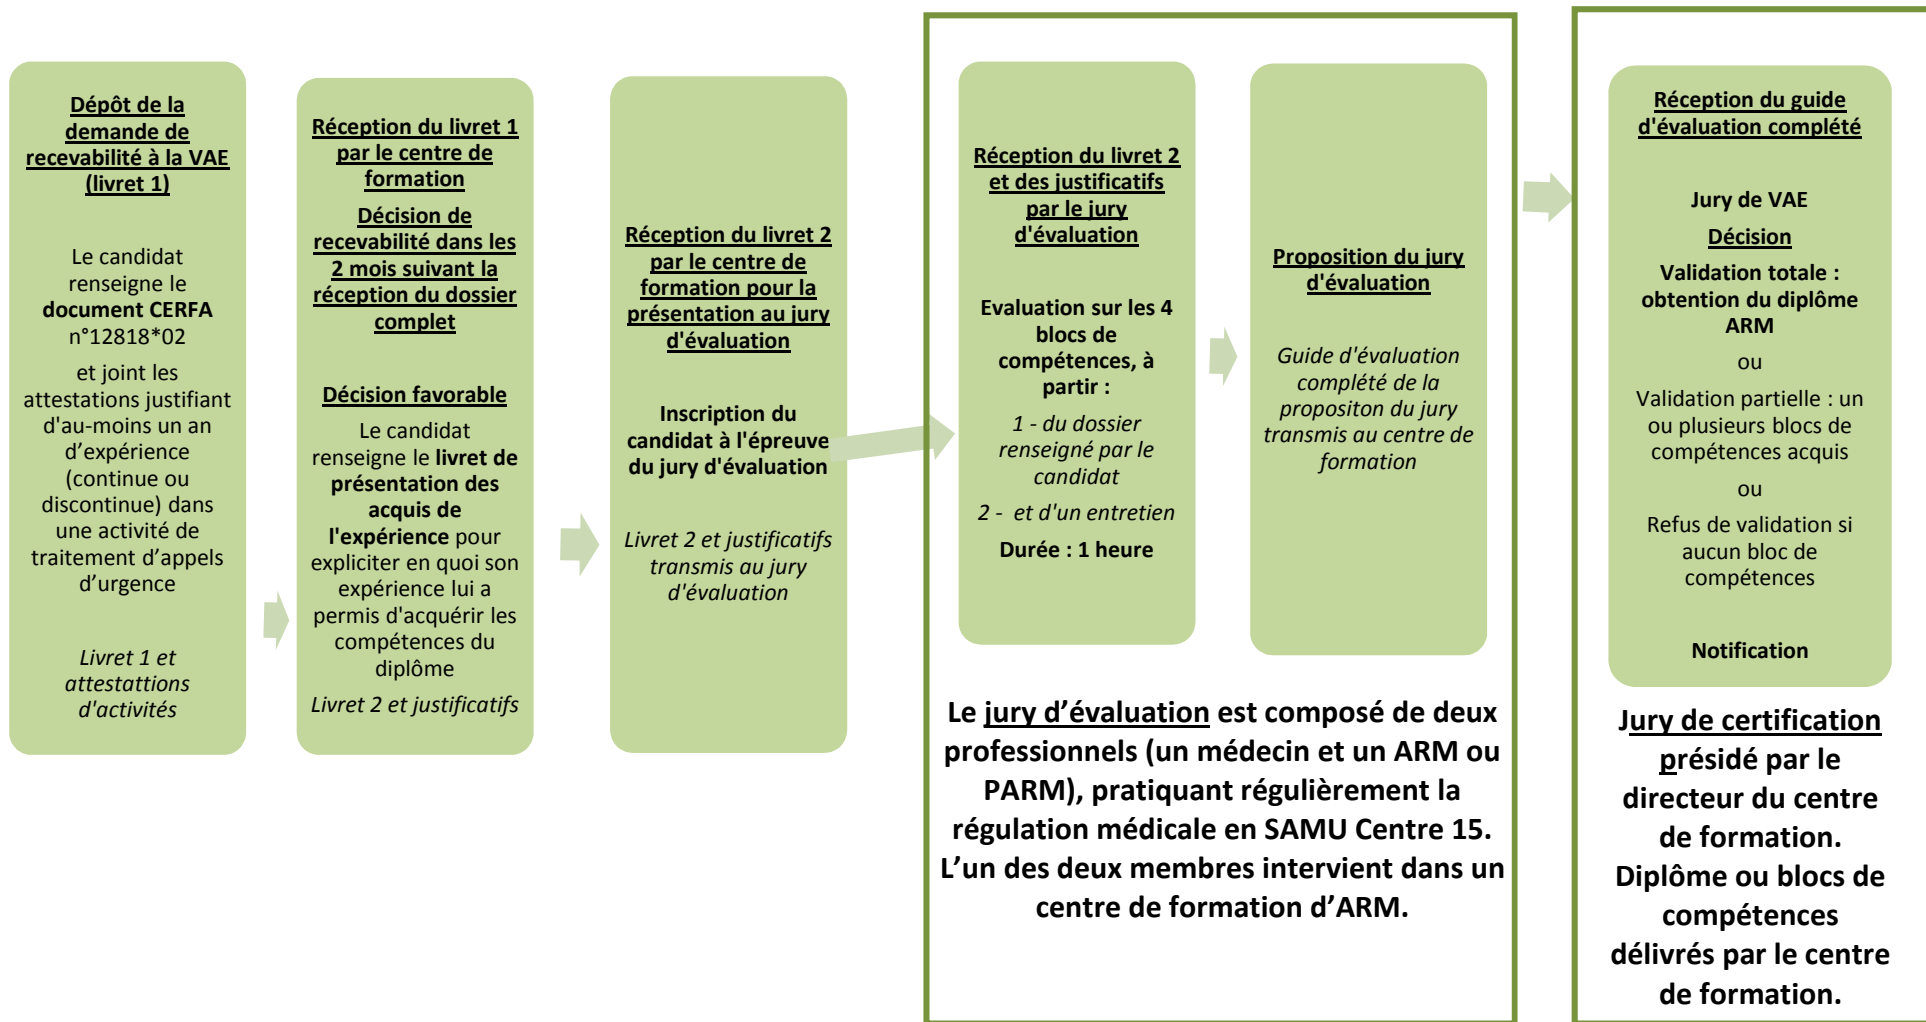 Dépôt de la
demande de
recevabilité à la VAE
(livret 1)
Le candidat
renseigne le
document CERFA
n°12818*02
et joint les
attestations justifiant
d'au-moins un an
d'expérience
(continue ou
discontinue) dans
une activité de
traitement d'appels
d'urgence
Livret 1 et
attestattions
d'activités
Réception du livret 1
par le centre de
formation
Décision de
recevabilité dans les
2 mois suivant la
réception du dossier
complet
Décision favorable
Le candidat
renseigne le livret de
présentation des
acquis de
l'expérience pour
expliciter en quoi son
expérience lui a
permis d'acquérir les
compétences du
diplôme
Livret 2 et justificatifs
Réception du livret 2
par le centre de
formation pour la
présentation au jury
d'évaluation
Inscription du
candidat à l'épreuve
du jury d'évaluation
Livret 2 et justificatifs
transmis au jury
d'évaluation
Réception du livret 2
et des justificatifs
par le jury
d'évaluation
Evaluation sur les 4
blocs de
compétences, à
partir :
1 - du dossier
renseigné par le
candidat
2 - et d'un entretien
Durée : 1 heure
Proposition du jury
d'évaluation
Guide d'évaluation
complété de la
propositon du jury
transmis au centre de
formation
Le jury d'évaluation est composé de deux
professionnels (un médecin et un ARM ou
PARM), pratiquant régulièrement la
régulation médicale en SAMU Centre 15.
L'un des deux membres intervient dans un
centre de formation d'ARM.
Réception du guide
d'évaluation complété
Jury de VAE
Décision
Validation totale :
obtention du diplôme
ARM
ou
Validation partielle : un
ou plusieurs blocs de
compétences acquis
ou
Refus de validation si
aucun bloc de
compétences
Notification
Jury de certification
présidé par le
directeur du centre
de formation.
Diplôme ou blocs de
compétences
délivrés par le centre
de formation.